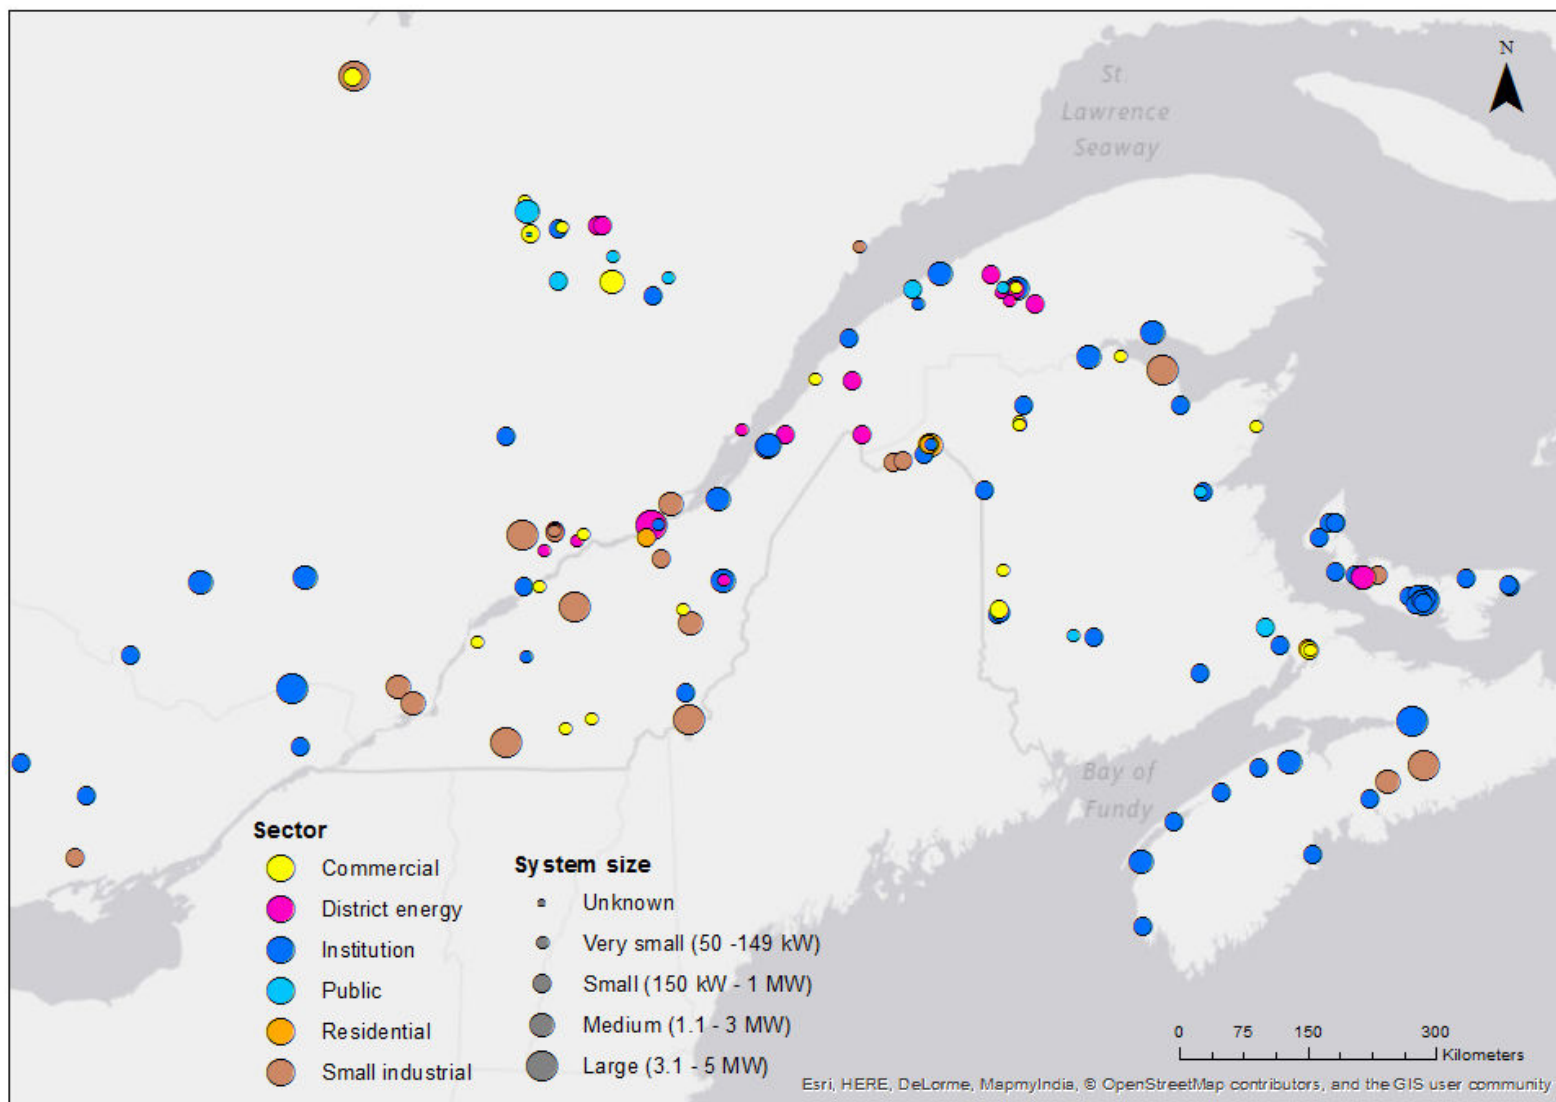 N
St.
Lawrence
Seaway
Bay of
Fundy
Sector
Commercial
District energy
Institution
Public
Residential
Small industrial
System size
Unknown
Very small (50 -149 kW)
Small (150 kW - 1 MW)
Medium (1.1 - 3 MW)
Large (3.1 - 5 MW)
0 75 150 300
Kilometers
Esri, HERE, DeLorme, MapmyIndia, © OpenStreetMap contributors, and the GIS user community